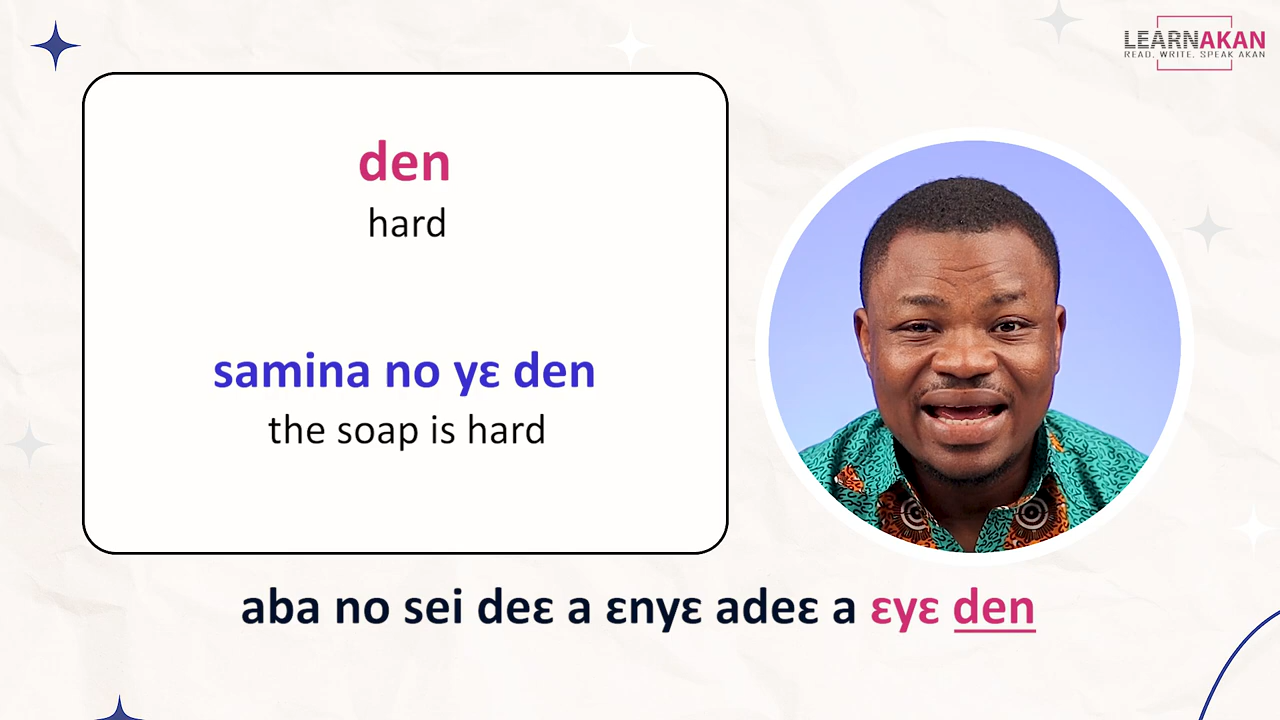 LEARNAKAN
READ. WRITE. SPEAK AKAN
den
hard
samina no yɛ den
the soap is hard
aba no sei deɛ a ɛnyɛ adeɛ a ɛyɛ den